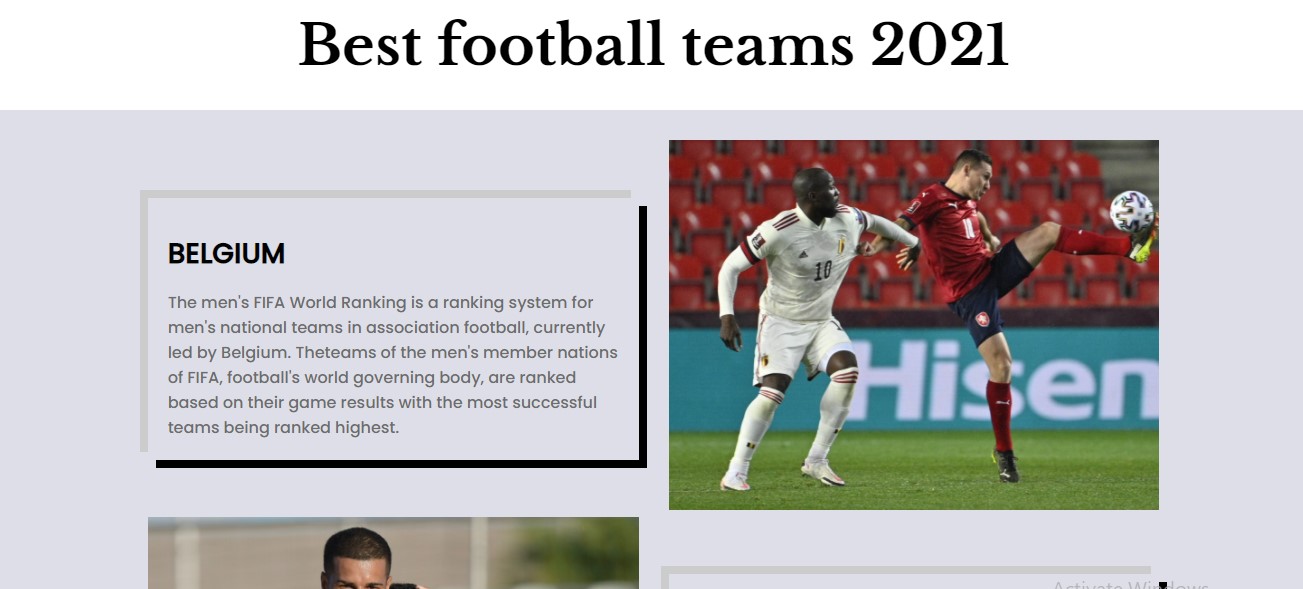 Best football teams 2021
BELGIUM
The men's FIFA World Ranking is a ranking system for
men's national teams in association football, currently
led by Belgium. Theteams of the men's member nations
of FIFA, football's world governing body, are ranked
based on their game results with the most successful
teams being ranked highest.
10
Hisen
Activate Windows